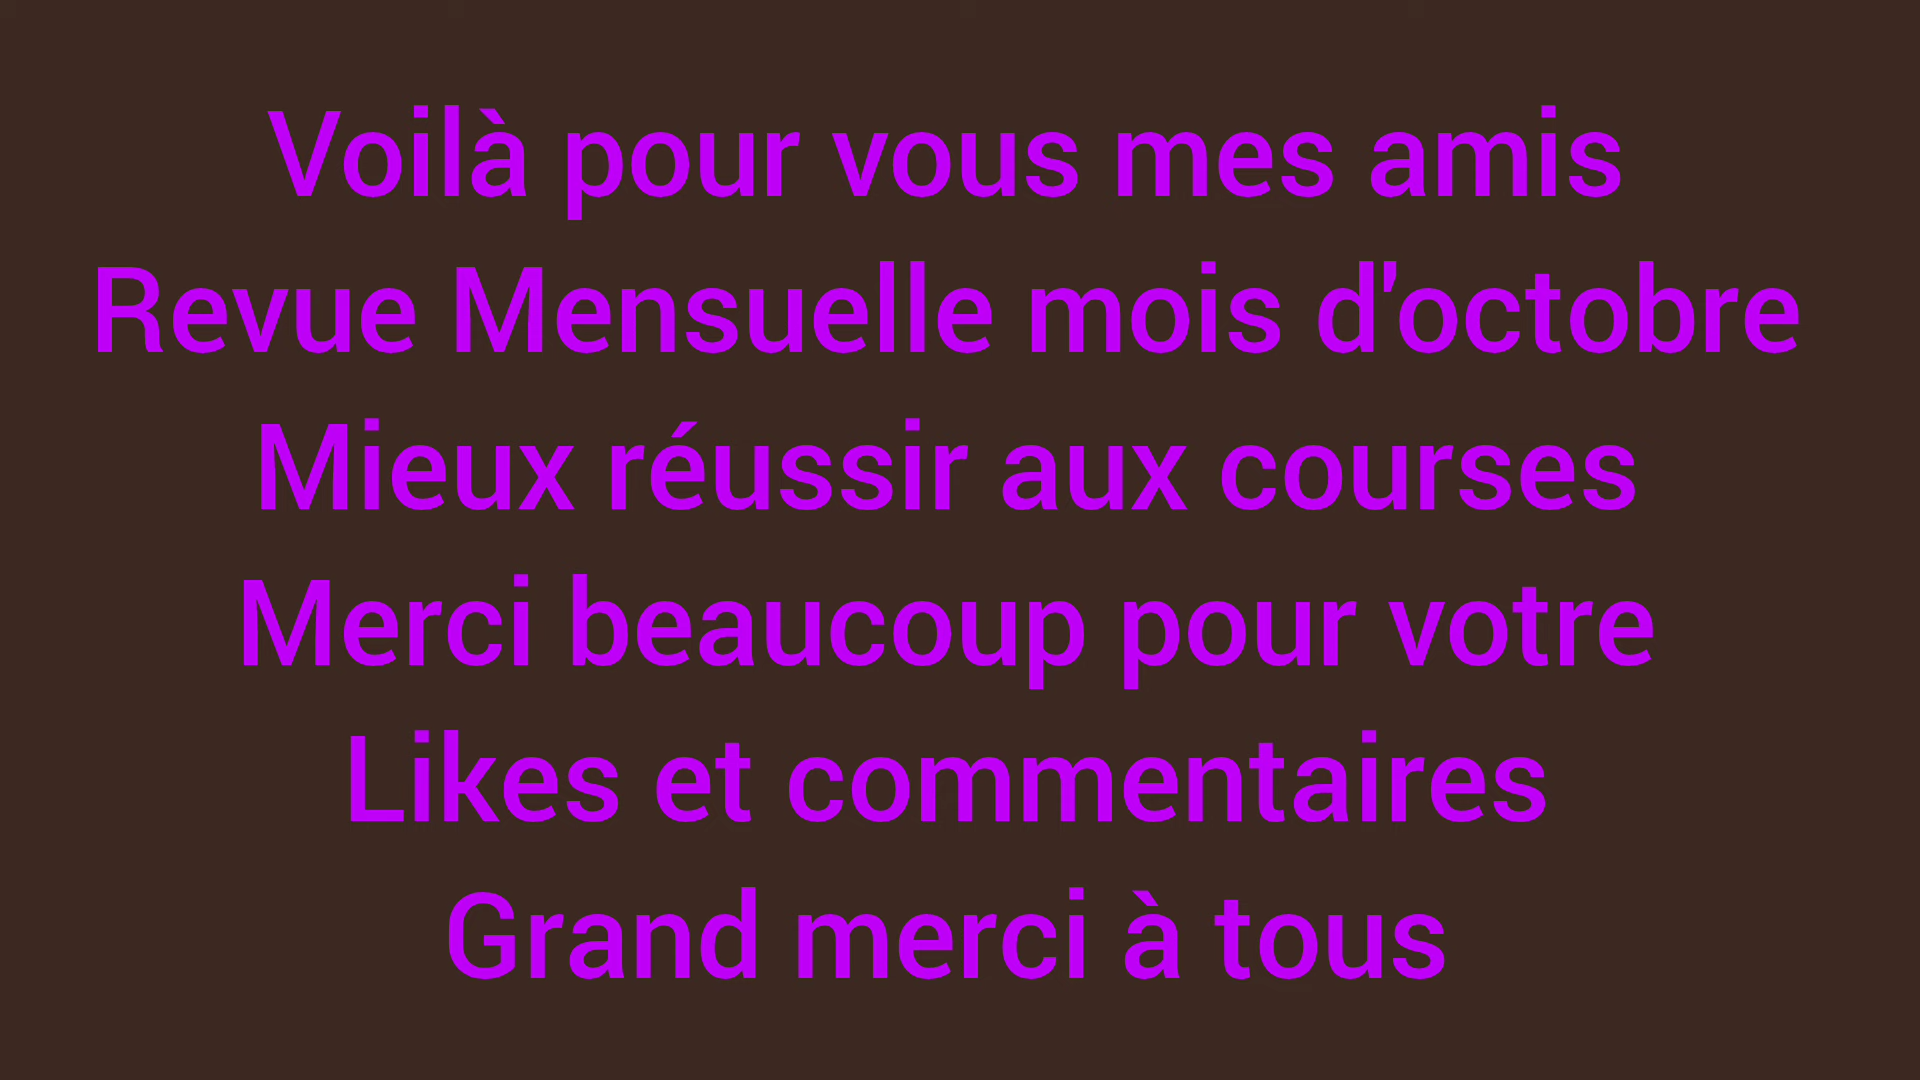 Voilà pour vous mes amis
Revue Mensuelle mois d'octobre
Mieux réussir aux courses
Merci beaucoup pour votre
Likes et commentaires
Grand merci à tous